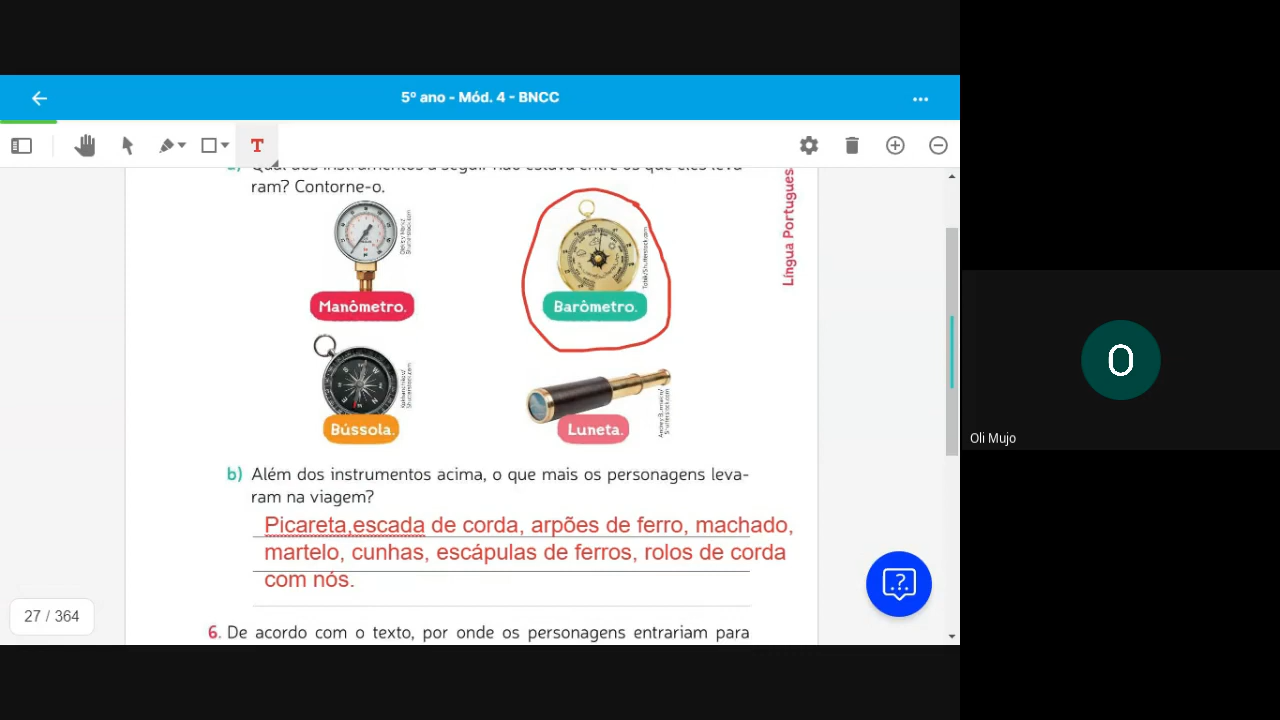 5º ano - Mód. 4 - BNCC
T
ram? Contorne-o.
Língua Portugues
Manômetro.
Barômetro.
Bússola.
Luneta.
b) Além dos instrumentos acima, o que mais os personagens leva-
ram na viagem?
Picareta,escada de corda, arpões de ferro, machado,
martelo, cunhas, escápulas de ferros, rolos de corda
com nós.
6. De acordo com o texto, por onde os personagens entrariam para
27 / 364
O
Oli Mujo